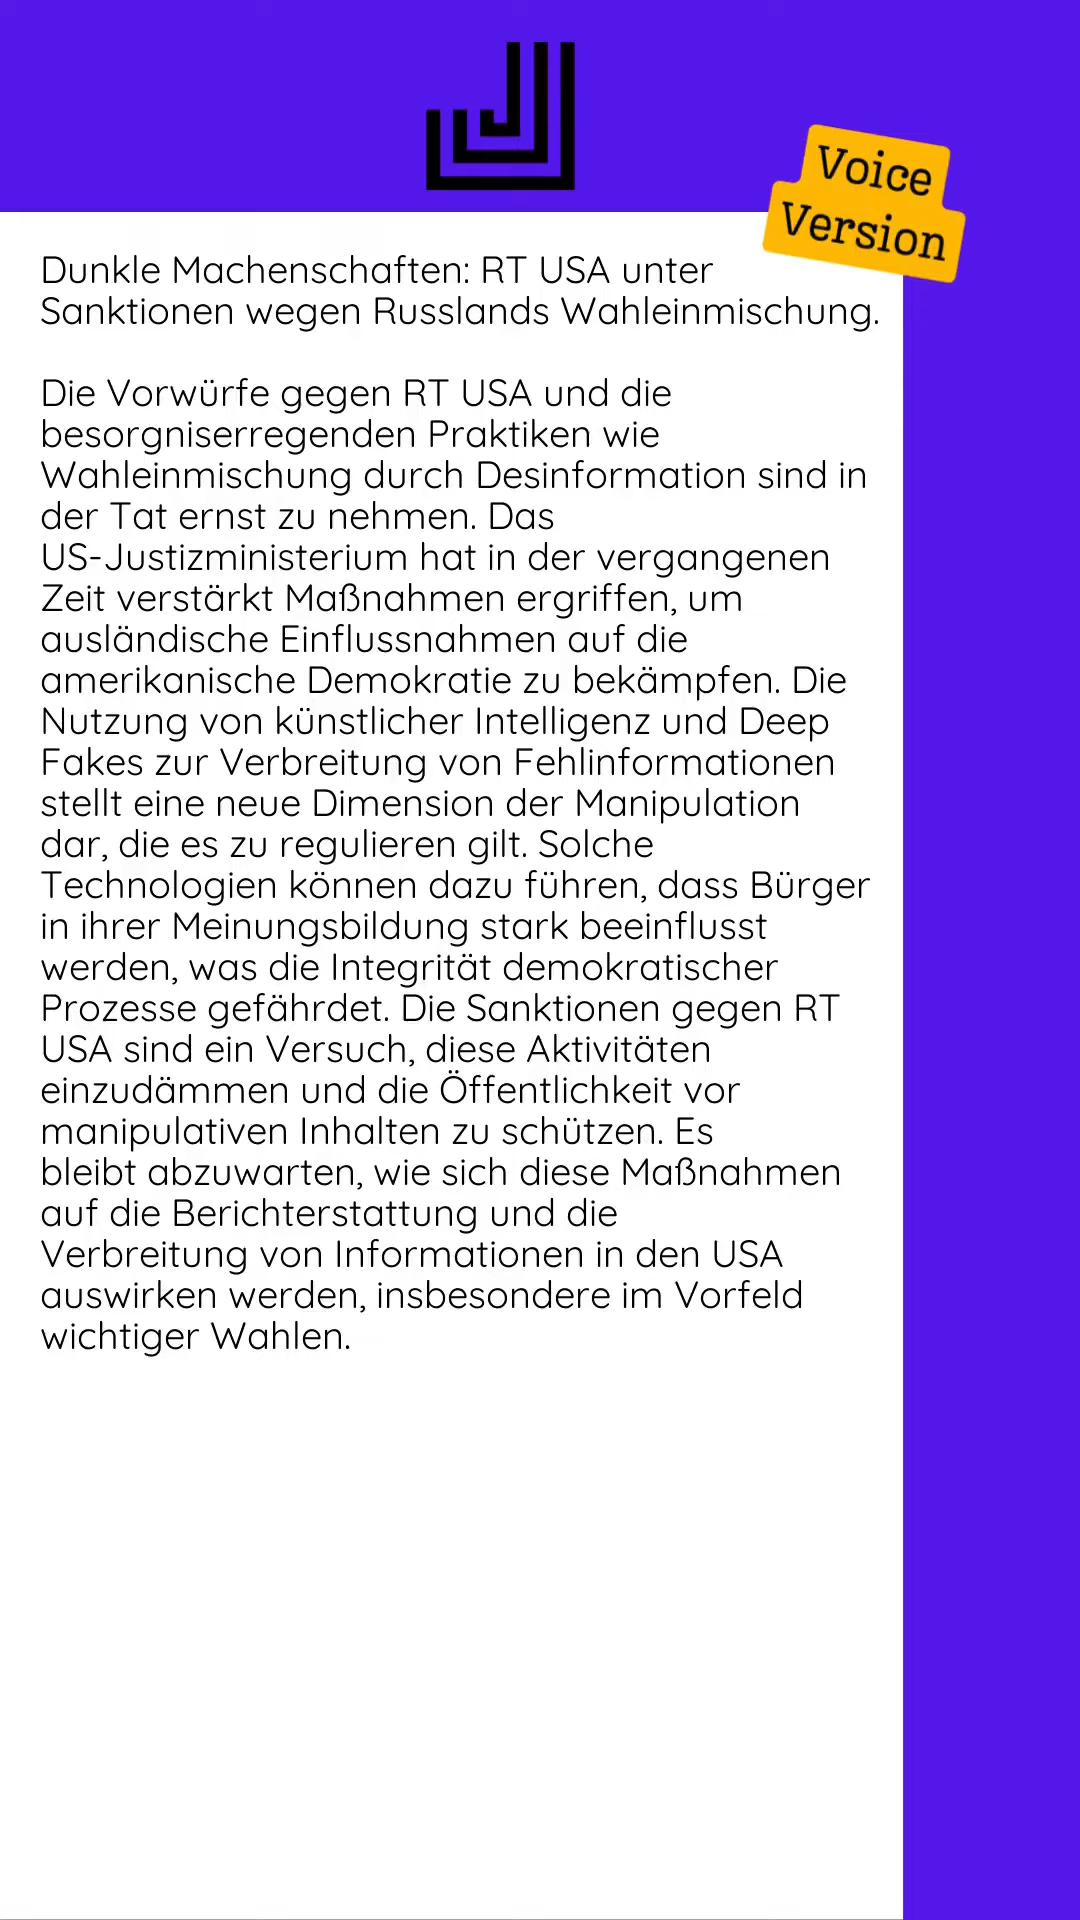 Voice
Version
Dunkle Machenschaften: RT USA unter
Sanktionen wegen Russlands Wahleinmischung.
Die Vorwürfe gegen RT USA und die
besorgniserregenden Praktiken wie
Wahleinmischung durch Desinformation sind in
der Tat ernst zu nehmen. Das
US-Justizministerium hat in der vergangenen
Zeit verstärkt Maßnahmen ergriffen, um
ausländische Einflussnahmen auf die
amerikanische Demokratie zu bekämpfen. Die
Nutzung von künstlicher Intelligenz und Deep
Fakes zur Verbreitung von Fehlinformationen
stellt eine neue Dimension der Manipulation
dar, die es zu regulieren gilt. Solche
Technologien können dazu führen, dass Bürger
in ihrer Meinungsbildung stark beeinflusst
werden, was die Integrität demokratischer
Prozesse gefährdet. Die Sanktionen gegen RT
USA sind ein Versuch, diese Aktivitäten
einzudämmen und die Öffentlichkeit vor
manipulativen Inhalten zu schützen. Es
bleibt abzuwarten, wie sich diese Maßnahmen
auf die Berichterstattung und die
Verbreitung von Informationen in den USA
auswirken werden, insbesondere im Vorfeld
wichtiger Wahlen.